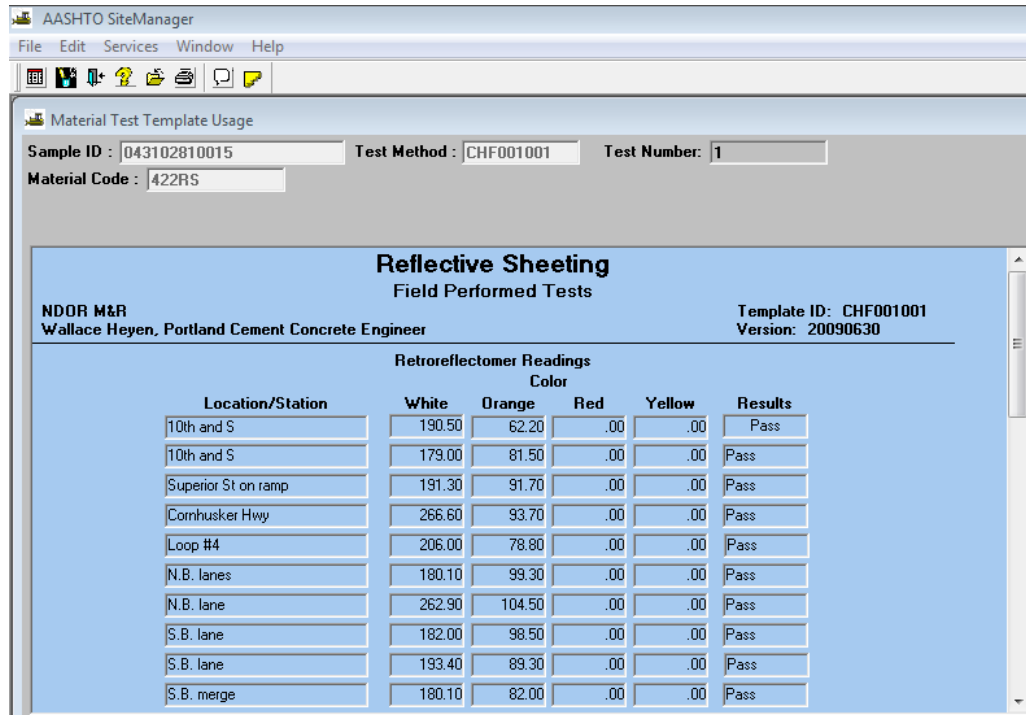 AASHTO SiteManager
File Edit Services Window Help
Material Test Template Usage
Sample ID : 043102810015 Test Method : CHF001001 Test Number: 1
Material Code : 422RS
Reflective Sheeting
Field Performed Tests
NDOR M&R Template ID: CHF001001
Wallace Heyen, Portland Cement Concrete Engineer Version: 20090630
Retroreflectomer Readings
Color
Location/Station White Orange Red Yellow Results
10th and S 190.50 62.20 .00 .00 Pass
10th and S 179.00 81.50 .00 .00 Pass
Superior St on ramp 191.30 91.70 .00 .00 Pass
Cornhusker Hwy 266.60 93.70 .00 .00 Pass
Loop #4 206.00 78.80 .00 .00 Pass
N.B. lanes 180.10 99.30 .00 .00 Pass
N.B. lane 262.90 104.50 .00 .00 Pass
S.B. lane 182.00 98.50 .00 .00 Pass
S.B. lane 193.40 89.30 .00 .00 Pass
S.B. merge 180.10 82.00 .00 .00 Pass